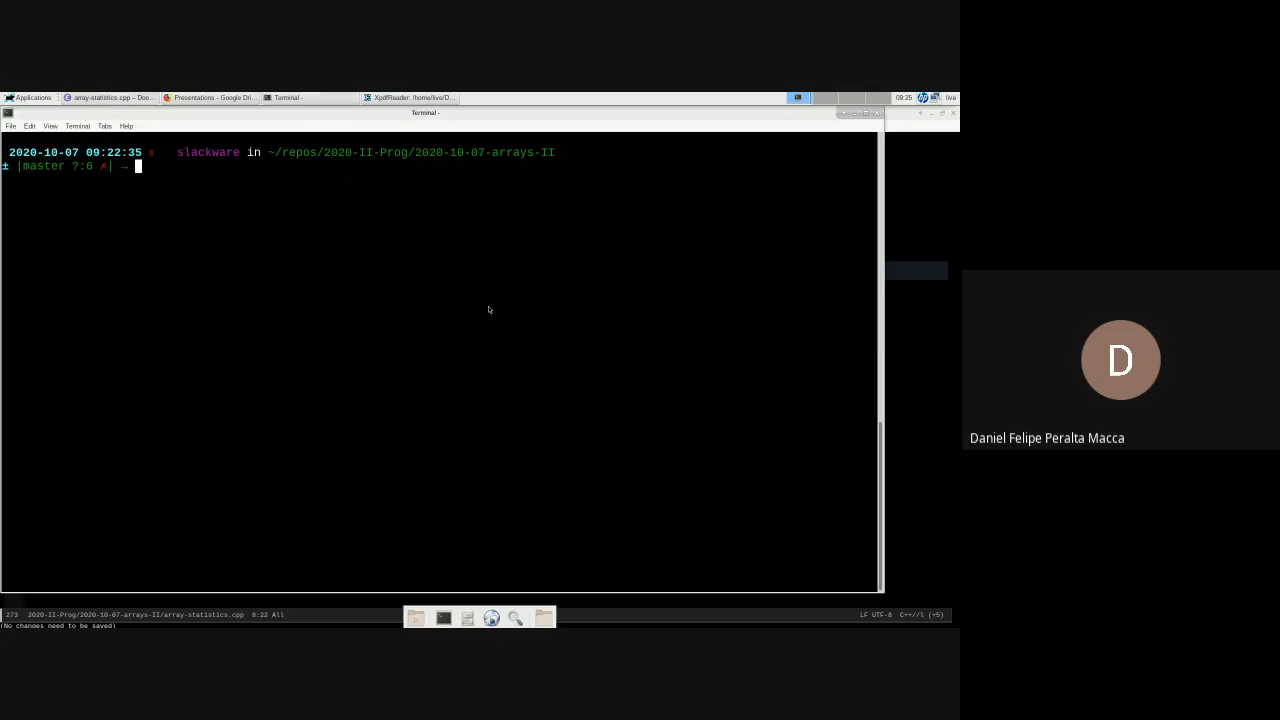 Applications
array-statistics.cpp – Doo...
Presentations - Google Dri...
Terminal -
XpdfReader: /home/live/D...
09:25
live
Terminal -
File Edit View Terminal Tabs Help
2020-10-07 09:22:35 slackware in ~/repos/2020-II-Prog/2020-10-07-arrays-II
± |master ?:6 ✗| →
D
Daniel Felipe Peralta Macca
273 2020-II-Prog/2020-10-07-arrays-II/array-statistics.cpp 8:22 All
LF UTF-8 C++//l (+5)
(No changes need to be saved)